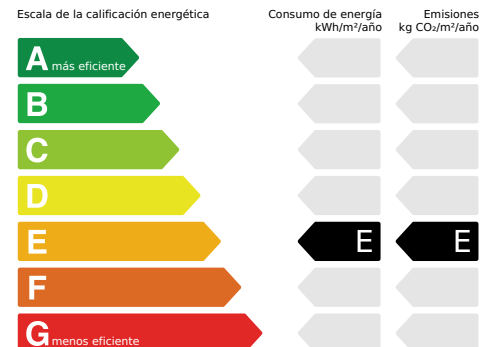 Escala de la calificación energética
Consumo de energía
kWh/m²/año
Emisiones
kg CO₂/m²/año
A más eficiente
B
C
D
E E E
F
G menos eficiente